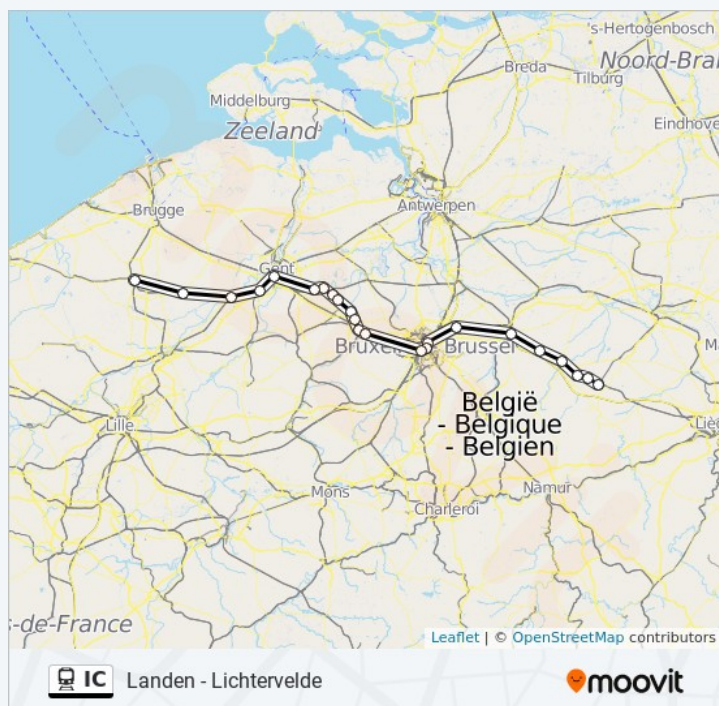 's-Hertogenbosch
Noord-Bra
Breda
Tilburg
Middelburg
Zeeland
Eindhove
Brugge
Antwerpen
Gent
Bruxel Brussel
Ma
België
- Belgique
- Belgien
Lille
Liè
Mons
Namur
Charleroi
s-de-France
Leaflet | © OpenStreetMap contributors
IC Landen - Lichtervelde
moovit